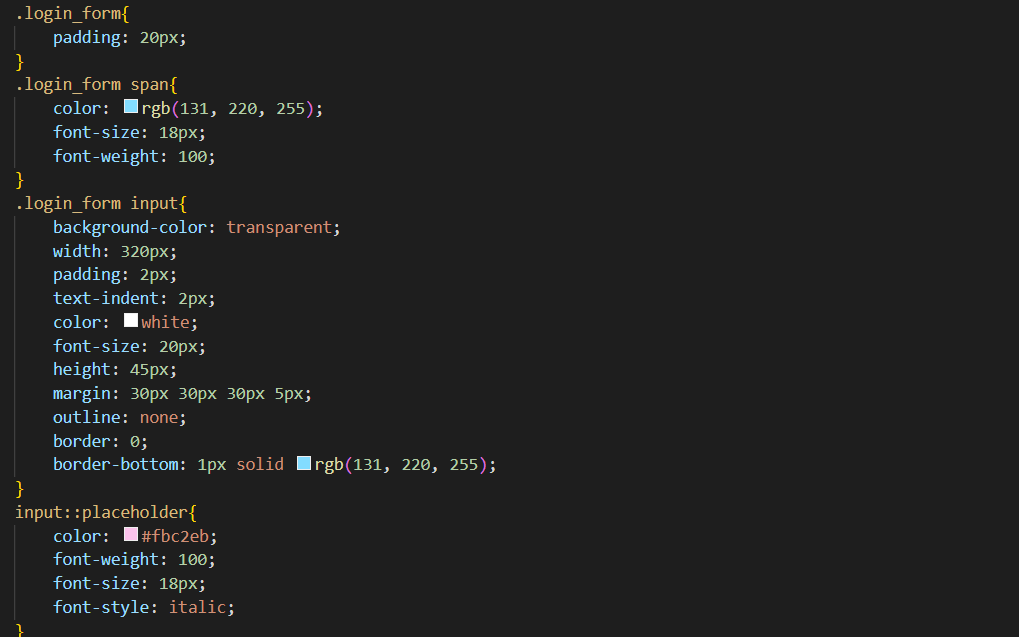 .login_form{
    padding: 20px;
}
.login_form span{
    color: rgb(131, 220, 255);
    font-size: 18px;
    font-weight: 100;
}
.login_form input{
    background-color: transparent;
    width: 320px;
    padding: 2px;
    text-indent: 2px;
    color: white;
    font-size: 20px;
    height: 45px;
    margin: 30px 30px 30px 5px;
    outline: none;
    border: 0;
    border-bottom: 1px solid rgb(131, 220, 255);
}
input::placeholder{
    color: #fbc2eb;
    font-weight: 100;
    font-size: 18px;
    font-style: italic;
}